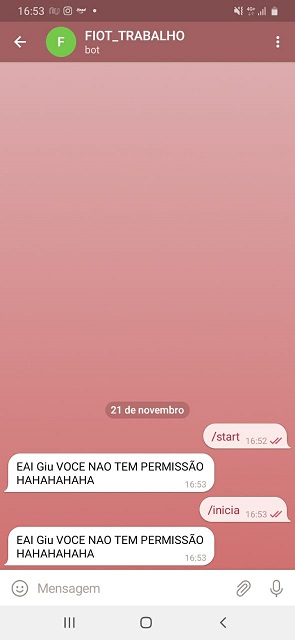 16:53
4G+
F
FIOT_TRABALHO
bot
21 de novembro
/start 16:52
EAI Giu VOCE NAO TEM PERMISSÃO
HAHAHAHAHA 16:53
/inicia 16:53
EAI Giu VOCE NAO TEM PERMISSÃO
HAHAHAHAHA 16:53
Mensagem